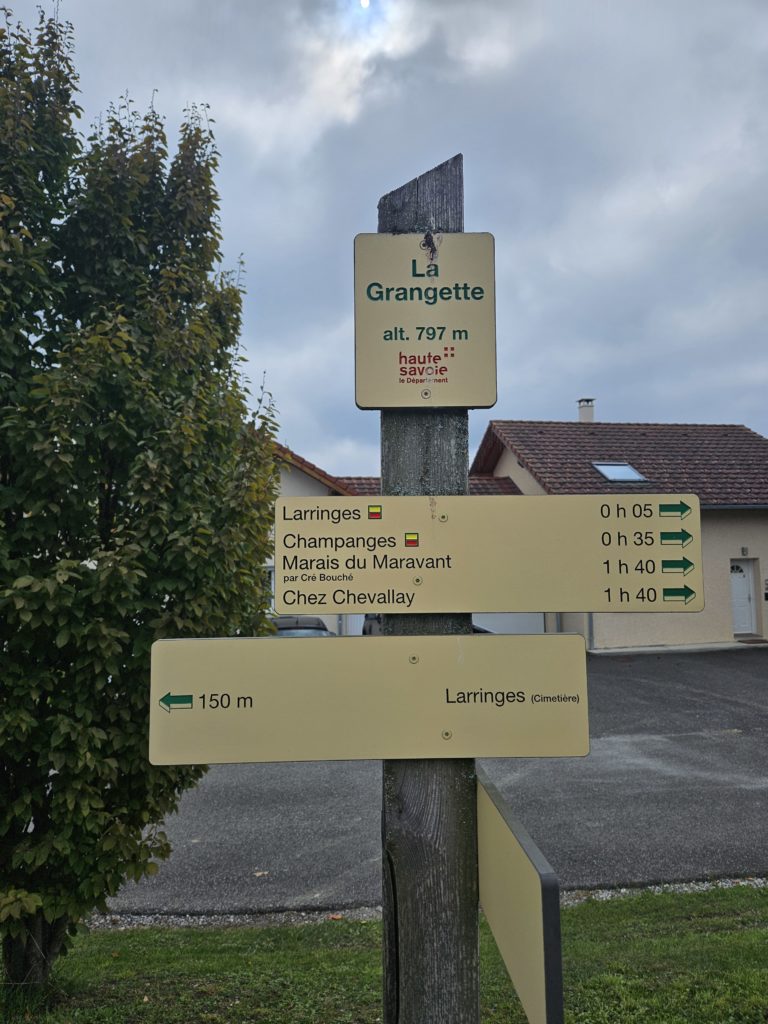 La
Grangette
alt. 797 m
haute
savoie
le Département
Larringes 0 h 05
Champanges 0 h 35
Marais du Maravant 1 h 40
par Cré Bouché
Chez Chevallay 1 h 40
150 m Larringes (Cimetière)